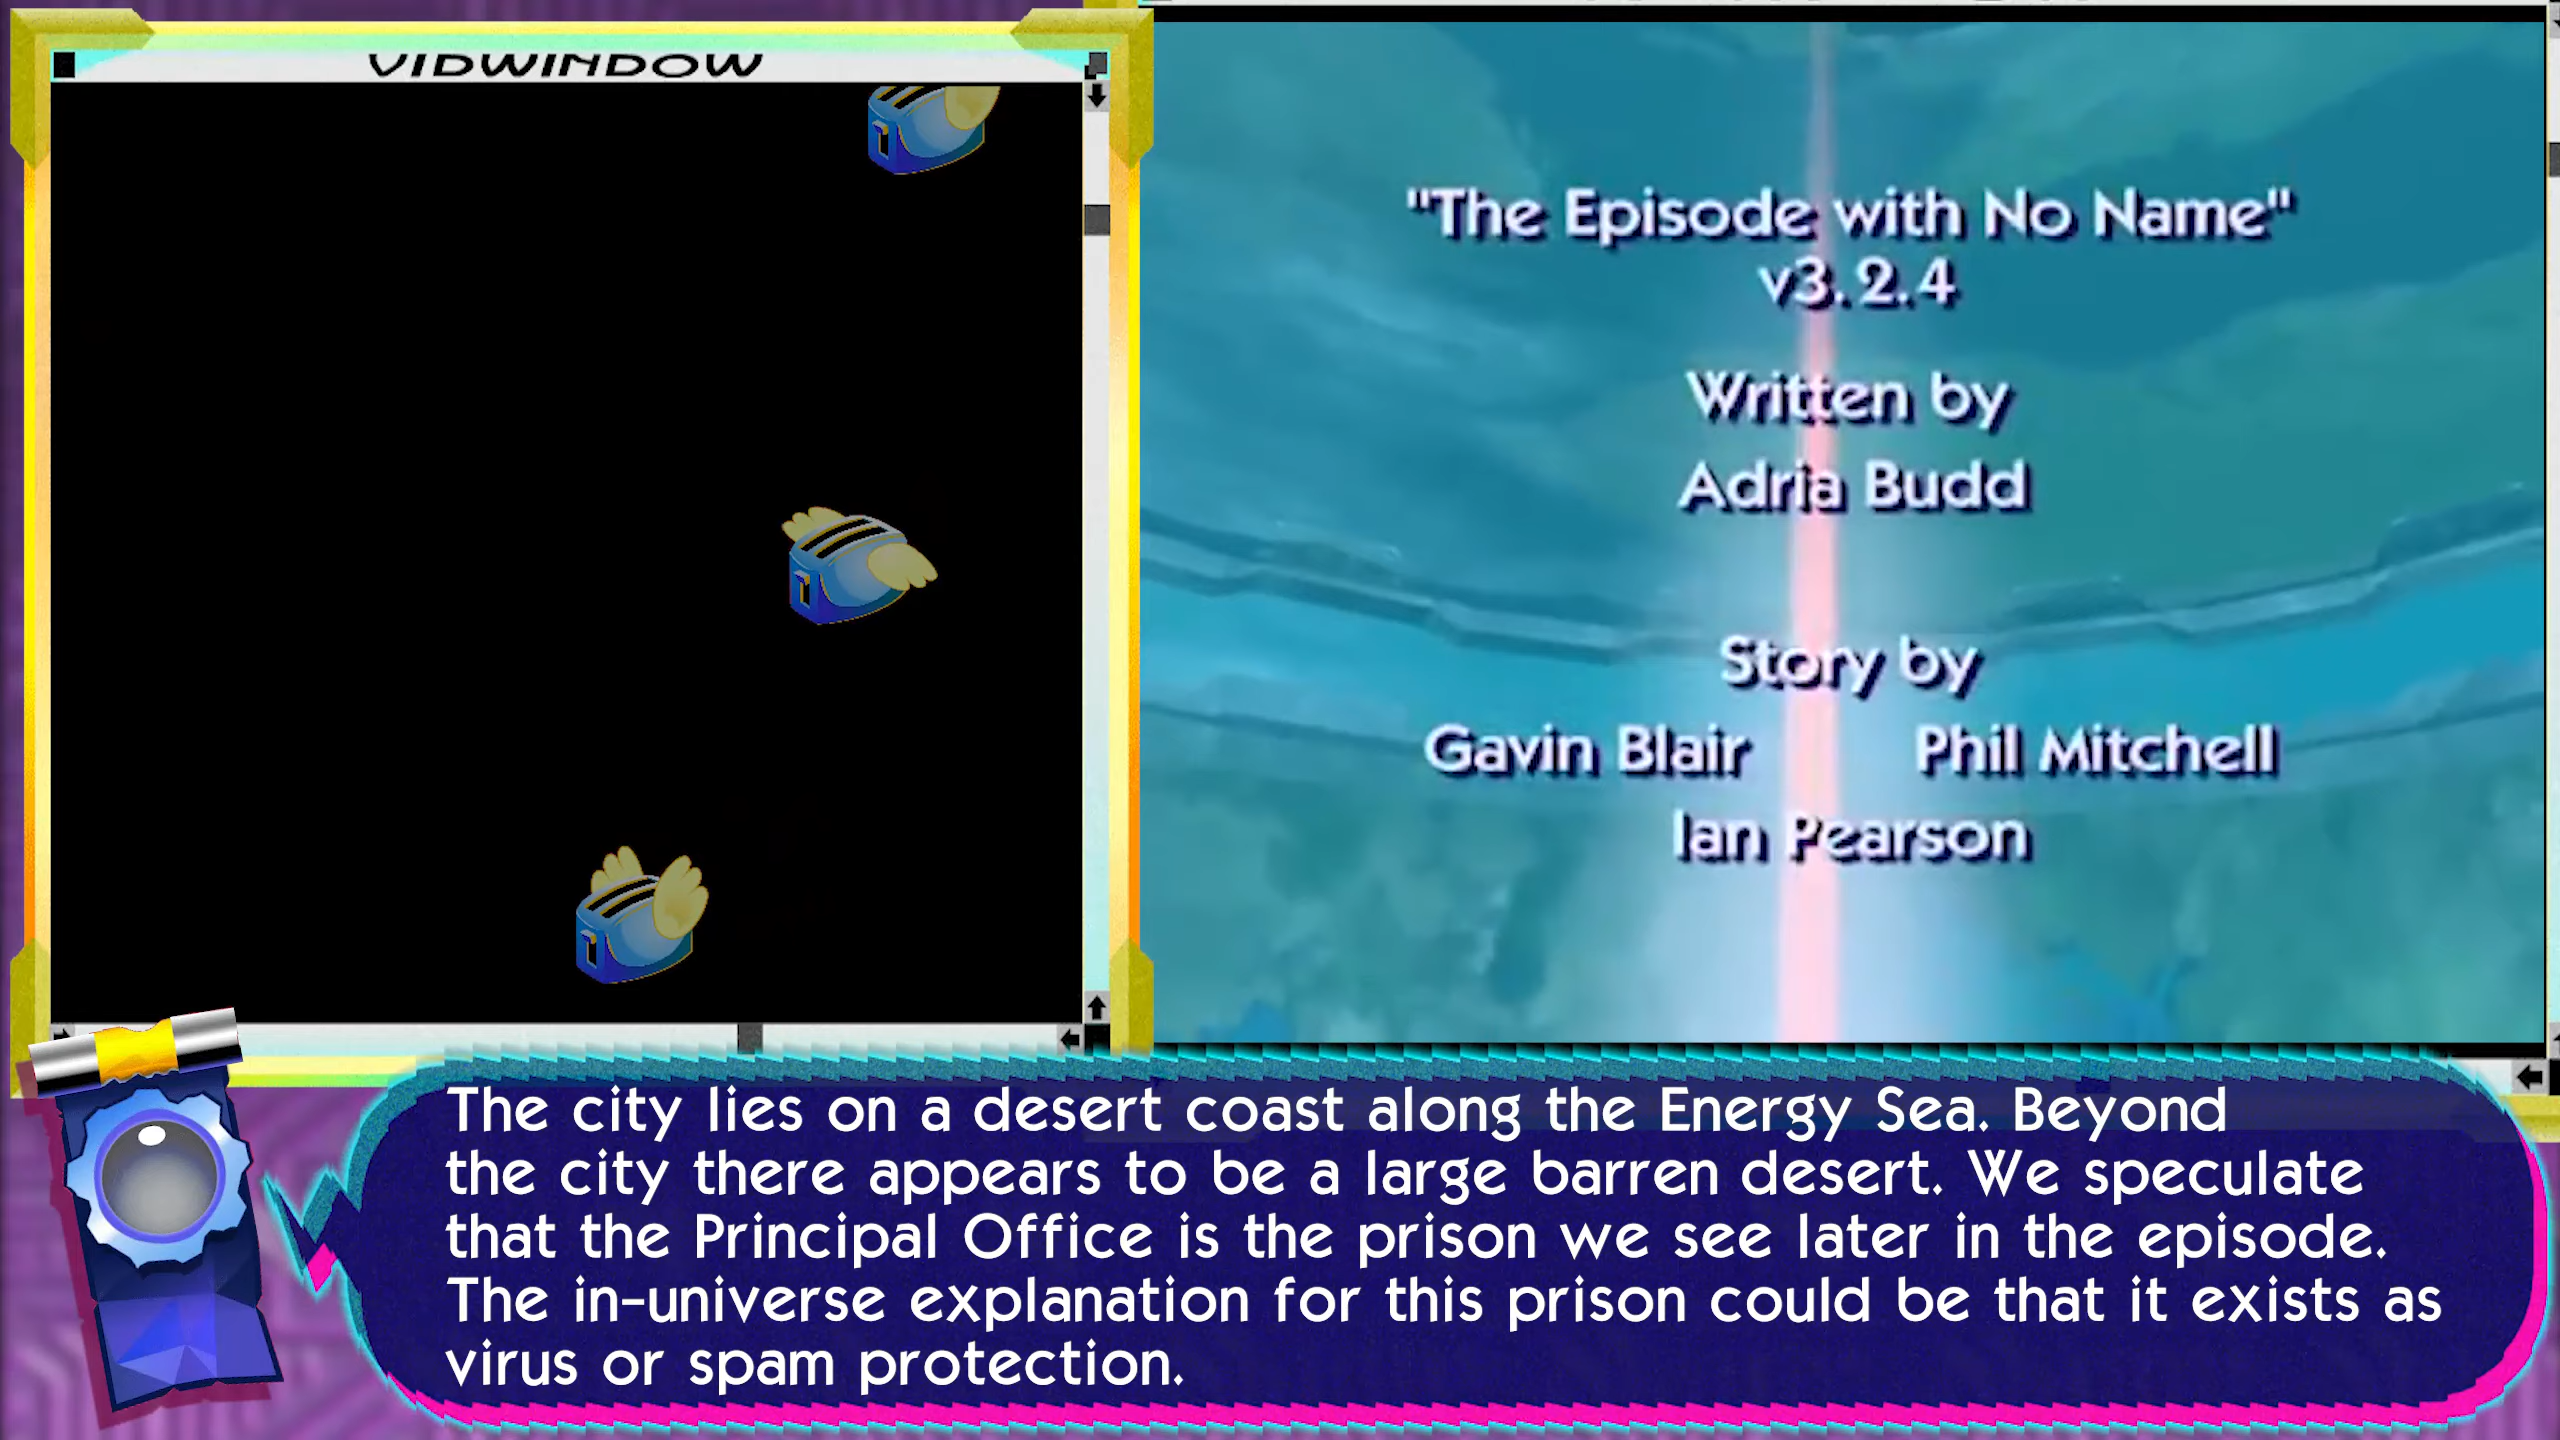 VIDWINDOW
"The Episode with No Name"
v3.2.4
Written by
Adria Budd
Story by
Gavin Blair Phil Mitchell
Ian Pearson
The city lies on a desert coast along the Energy Sea. Beyond
the city there appears to be a large barren desert. We speculate
that the Principal Office is the prison we see later in the episode.
The in-universe explanation for this prison could be that it exists as
virus or spam protection.